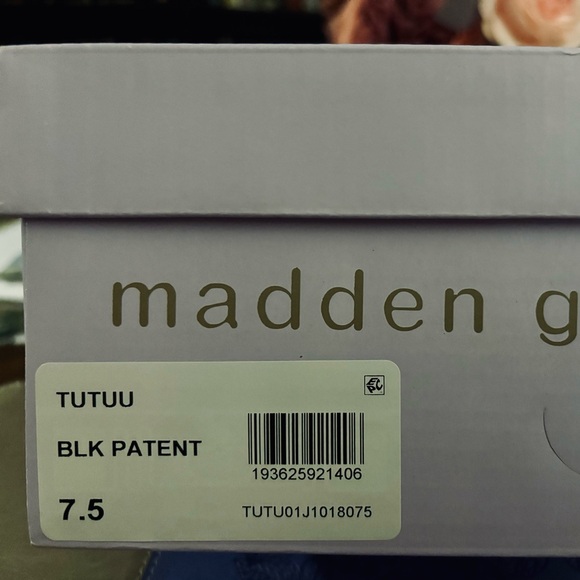 madden g
TUTUU
BLK PATENT
193625921406
7.5
TUTU01J1018075